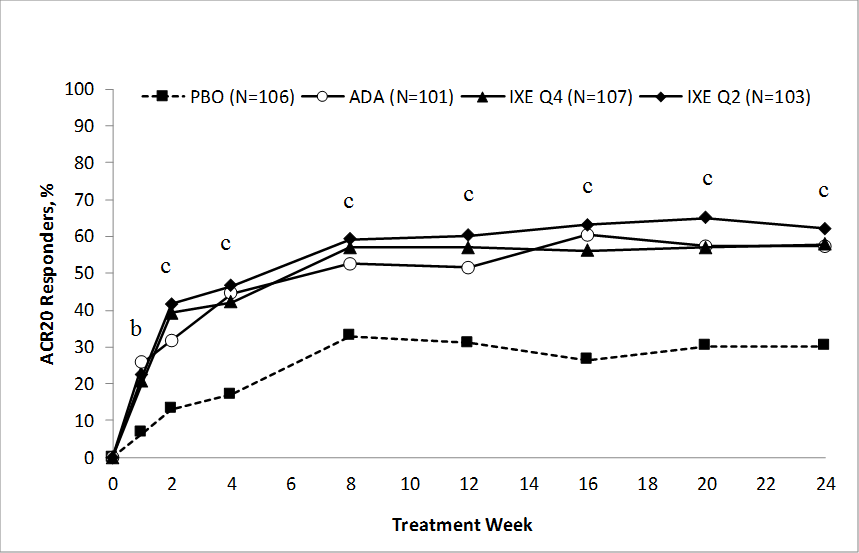 PBO (N=106) ADA (N=101) IXE Q4 (N=107) IXE Q2 (N=103)
100
90
80
70
60
50
40
30
20
10
0
ACR20 Responders, %
b
c
c
c
c
c
c
c
0 2 4 6 8 10 12 14 16 18 20 22 24
Treatment Week